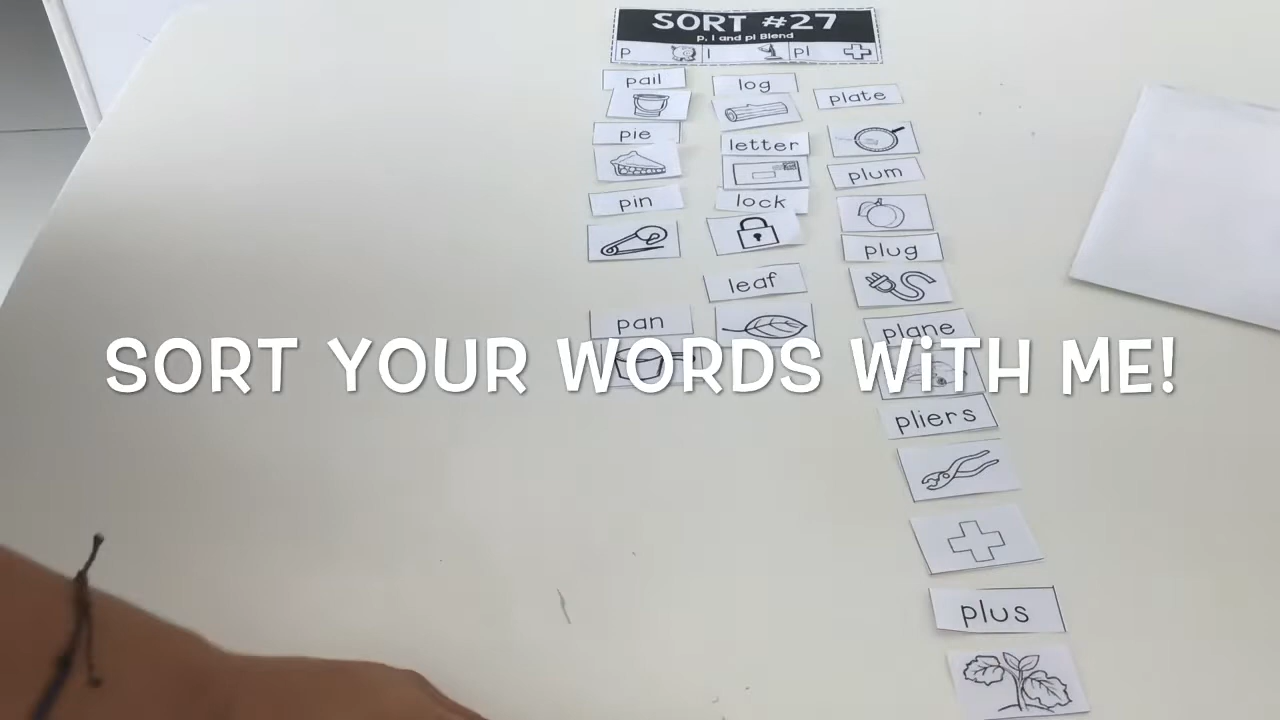 SORT #27
p, l and pl Blend
p l pl
pail log plate
pie letter plum
pin lock plug
leaf
pan plane
SORT YOUR WORDS WiTH ME!
pliers
plus